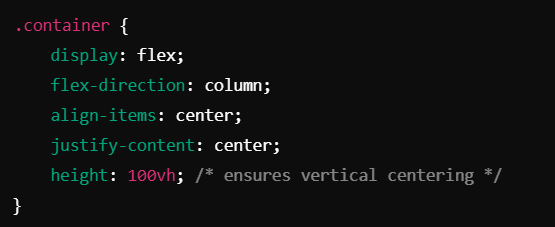 .container {
    display: flex;
    flex-direction: column;
    align-items: center;
    justify-content: center;
    height: 100vh; /* ensures vertical centering */
}